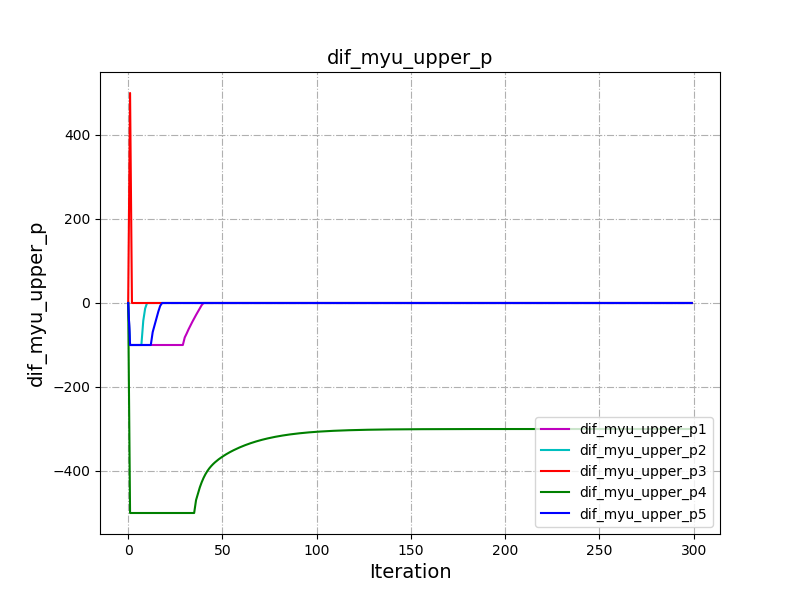 dif_myu_upper_p
dif_myu_upper_p
400
200
0
−200
−400
0
50
100
150
200
250
300
Iteration
dif_myu_upper_p1
dif_myu_upper_p2
dif_myu_upper_p3
dif_myu_upper_p4
dif_myu_upper_p5